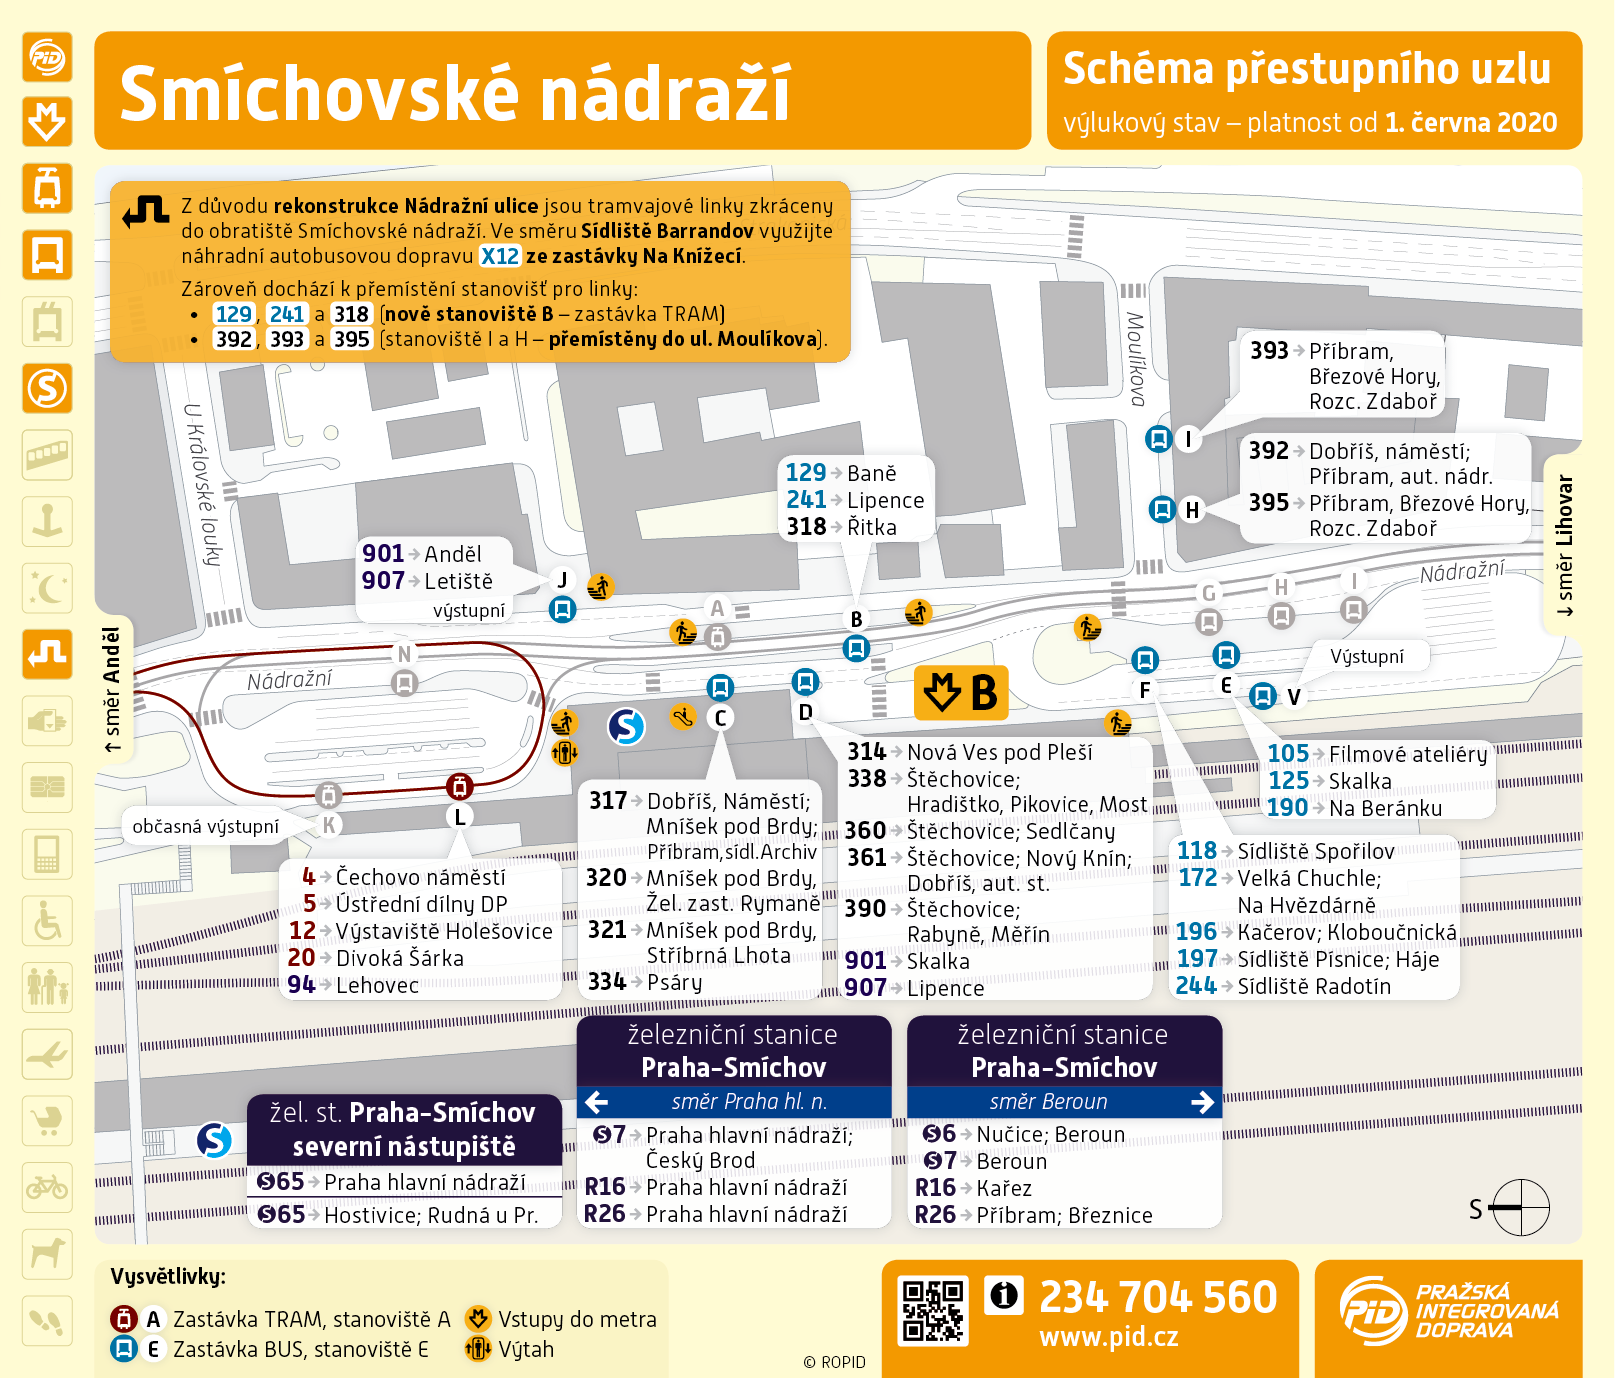 Smíchovské nádraží
Schéma přestupního uzlu
výlukový stav – platnost od 1. června 2020
PiD
Z důvodu rekonstrukce Nádražní ulice jsou tramvajové linky zkráceny
do obratiště Smíchovské nádraží. Ve směru Sídliště Barrandov využijte
náhradní autobusovou dopravu X12 ze zastávky Na Knížecí.
Zároveň dochází k přemístění stanovišť pro linky:
• 129, 241 a 318 (nově stanoviště B – zastávka TRAM)
• 392, 393 a 395 (stanoviště I a H – přemístěny do ul. Moulíkova).
U Královské louky
Moulíkova
393 Příbram,
Březové Hory,
Rozc. Zdaboř
I
392 Dobříš, náměstí;
Příbram, aut. nádr.
395 Příbram, Březové Hory,
Rozc. Zdaboř
H
↓ směr Lihovar
129 Baně
241 Lipence
318 Řitka
B
901 Anděl
907 Letiště
výstupní
J
A
G
H
I
Nádražní
↑ směr Anděl
N
Nádražní
S
C
D
M B
F
E
V
Výstupní
K
občasná výstupní
L
4 Čechovo náměstí
5 Ústřední dílny DP
12 Výstaviště Holešovice
20 Divoká Šárka
94 Lehovec
317 Dobříš, Náměstí;
Mníšek pod Brdy;
Příbram,sídl.Archiv
320 Mníšek pod Brdy,
Žel. zast. Rymaně
321 Mníšek pod Brdy,
Stříbrná Lhota
334 Psáry
314 Nová Ves pod Pleší
338 Štěchovice;
Hradištko, Pikovice, Most
360 Štěchovice; Sedlčany
361 Štěchovice; Nový Knín;
Dobříš, aut. st.
390 Štěchovice;
Rabyně, Měřín
901 Skalka
907 Lipence
105 Filmové ateliéry
125 Skalka
190 Na Beránku
118 Sídliště Spořilov
172 Velká Chuchle;
Na Hvězdárně
196 Kačerov; Kloboučnická
197 Sídliště Písnice; Háje
244 Sídliště Radotín
S
žel. st. Praha-Smíchov
severní nástupiště
S65 Praha hlavní nádraží
S65 Hostivice; Rudná u Pr.
železniční stanice
Praha-Smíchov
← směr Praha hl. n.
S7 Praha hlavní nádraží;
Český Brod
R16 Praha hlavní nádraží
R26 Praha hlavní nádraží
železniční stanice
Praha-Smíchov
směr Beroun →
S6 Nučice; Beroun
S7 Beroun
R16 Kařez
R26 Příbram; Březnice
S
Vysvětlivky:
A Zastávka TRAM, stanoviště A
E Zastávka BUS, stanoviště E
Vstupy do metra
Výtah
© ROPID
234 704 560
www.pid.cz
PiD PRAŽSKÁ
INTEGROVANÁ
DOPRAVA